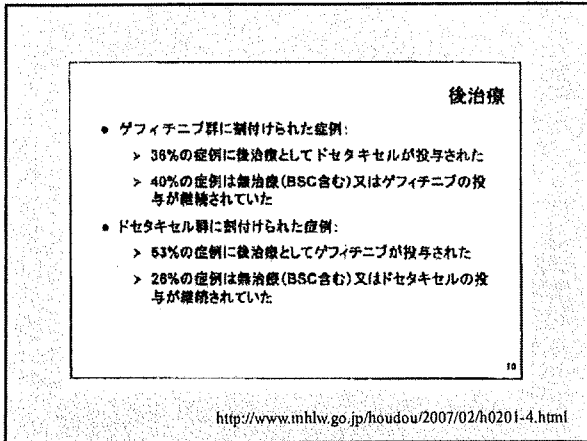 後治療
● ゲフィチニブ群に割付けられた症例:
➢ 36%の症例に後治療としてドセタキセルが投与された
➢ 40%の症例は無治療(BSC含む)又はゲフィチニブの投
与が継続されていた
● ドセタキセル群に割付けられた症例:
➢ 53%の症例に後治療としてゲフィチニブが投与された
➢ 26%の症例は無治療(BSC含む)又はドセタキセルの投
与が継続されていた
10
http://www.mhlw.go.jp/houdou/2007/02/h0201-4.html